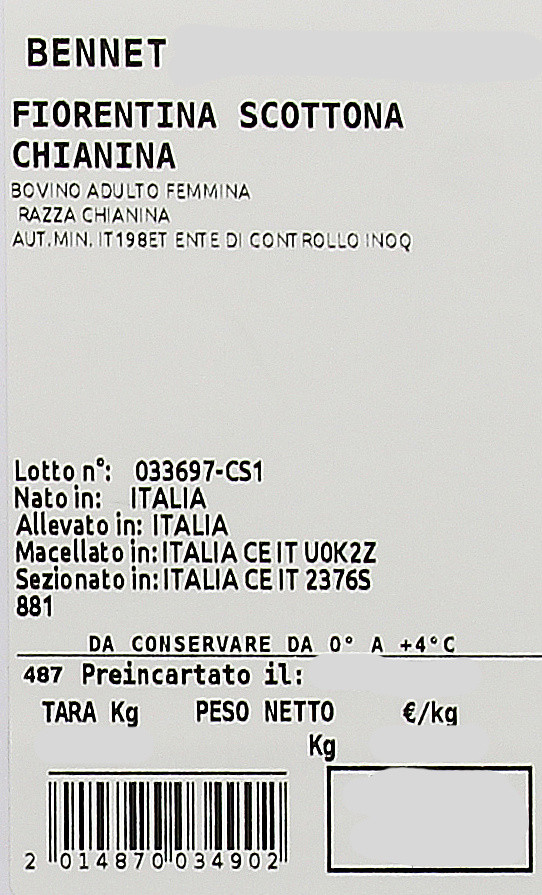 BENNET
FIORENTINA SCOTTONA
CHIANINA
BOVINO ADULTO FEMMINA
RAZZA CHIANINA
AUT.MIN. IT198ET ENTE DI CONTROLLO INOQ
Lotto n°: 033697-CS1
Nato in: ITALIA
Allevato in: ITALIA
Macellato in: ITALIA CE IT U0K2Z
Sezionato in: ITALIA CE IT 2376S
881
DA CONSERVARE DA 0° A +4°C
487 Preincartato il:
TARA Kg PESO NETTO €/kg
Kg
2 014870 034902